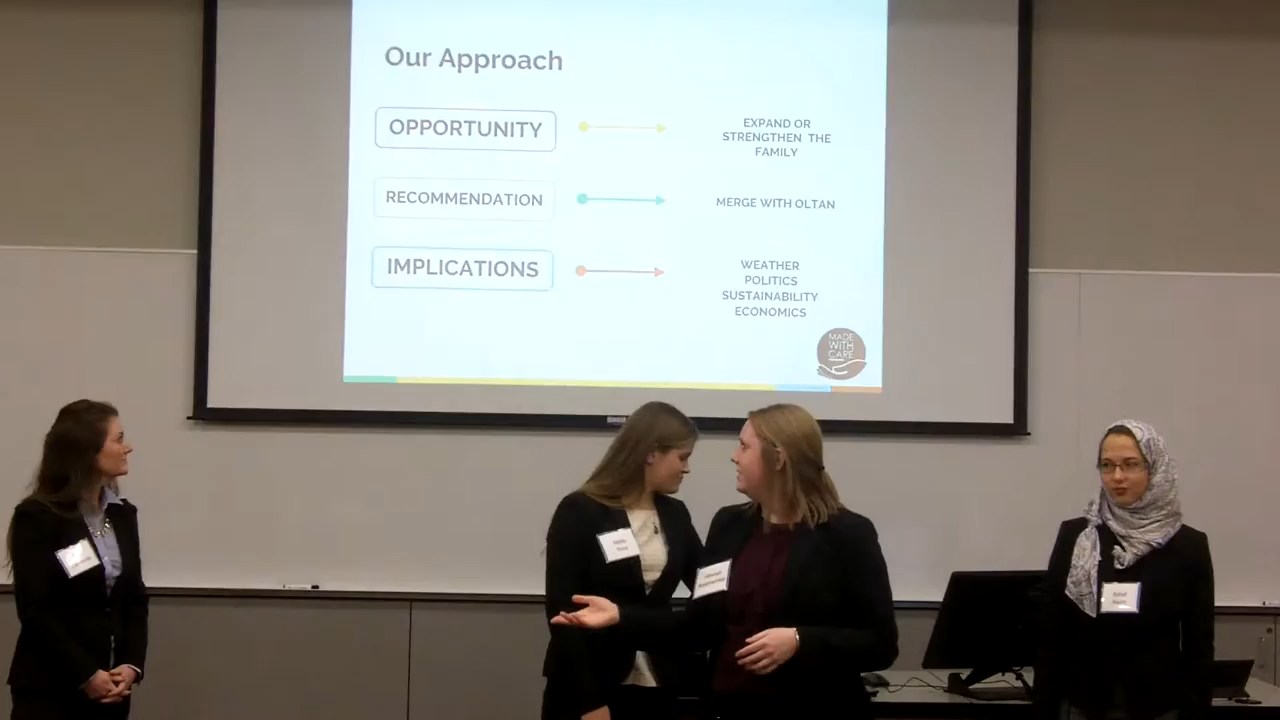 Our Approach
OPPORTUNITY
EXPAND OR
STRENGTHEN THE
FAMILY
RECOMMENDATION
MERGE WITH OLTAN
IMPLICATIONS
WEATHER
POLITICS
SUSTAINABILITY
ECONOMICS
MADE
WITH
CARE